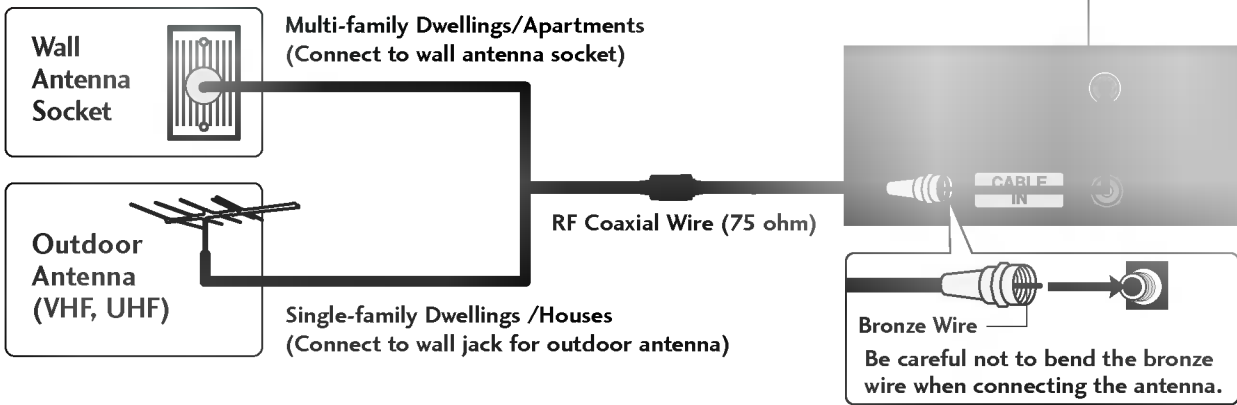 Multi-family Dwellings/Apartments
(Connect to wall antenna socket)
Wall
Antenna
Socket
RF Coaxial Wire (75 ohm)
CABLE
IN
Outdoor
Antenna
(VHF, UHF)
Single-family Dwellings /Houses
(Connect to wall jack for outdoor antenna)
Bronze Wire
Be careful not to bend the bronze
wire when connecting the antenna.